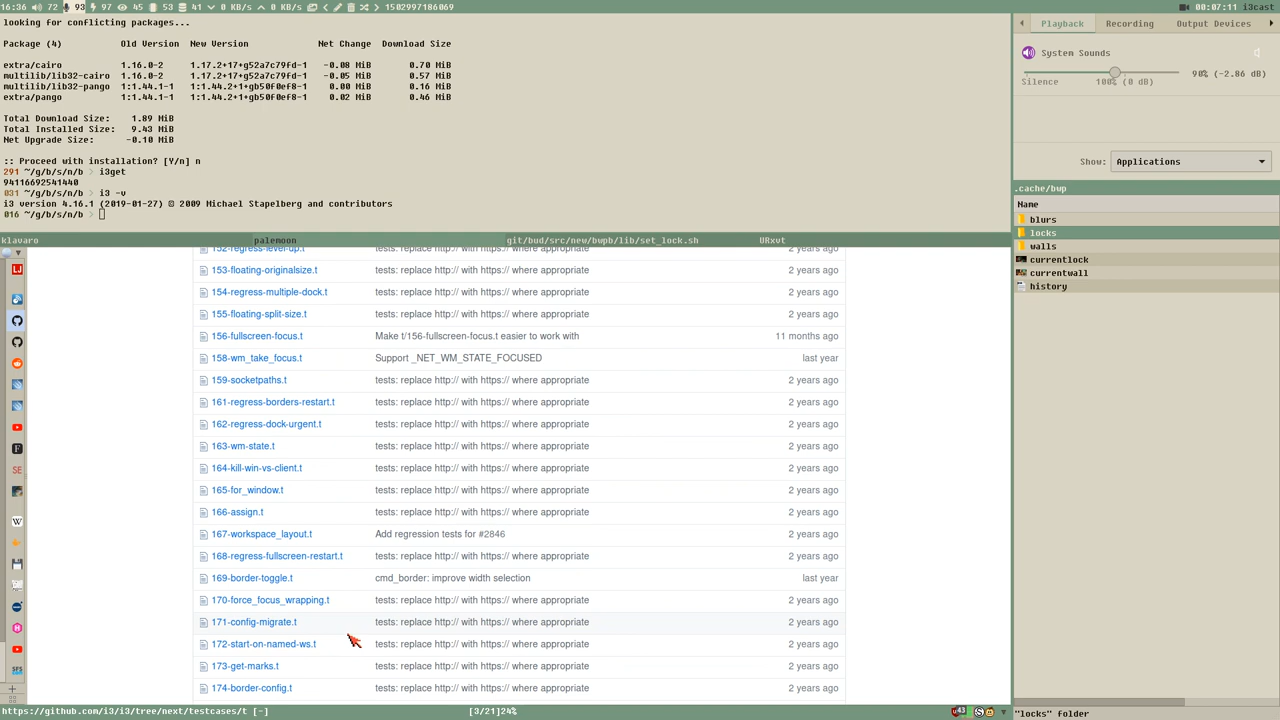 16:36 72 93 97 45 53 41 0 KB/s 0 KB/s 1502997186069
00:07:11 i3cast
looking for conflicting packages...
Package (4) Old Version New Version Net Change Download Size
extra/cairo 1.16.0-2 1.17.2+17+g52a7c79fd-1 -0.08 MiB 0.70 MiB
multilib/lib32-cairo 1.16.0-2 1.17.2+17+g52a7c79fd-1 -0.05 MiB 0.57 MiB
multilib/lib32-pango 1:1.44.1-1 1:1.44.2+1+gb50f0ef8-1 0.00 MiB 0.16 MiB
extra/pango 1:1.44.1-1 1:1.44.2+1+gb50f0ef8-1 0.02 MiB 0.46 MiB
Total Download Size: 1.89 MiB
Total Installed Size: 9.43 MiB
Net Upgrade Size: -0.10 MiB
:: Proceed with installation? [Y/n] n
291 ~/g/b/s/n/b > i3get
94116692541440
031 ~/g/b/s/n/b > i3 -v
i3 version 4.16.1 (2019-01-27) © 2009 Michael Stapelberg and contributors
016 ~/g/b/s/n/b >
klavaro palemoon git/bud/src/new/bwpb/lib/set_lock.sh URxvt
152-regress-level-up.t tests: replace http:// with https:// where appropriate 2 years ago
153-floating-originalsize.t tests: replace http:// with https:// where appropriate 2 years ago
154-regress-multiple-dock.t tests: replace http:// with https:// where appropriate 2 years ago
155-floating-split-size.t tests: replace http:// with https:// where appropriate 2 years ago
156-fullscreen-focus.t Make t/156-fullscreen-focus.t easier to work with 11 months ago
158-wm_take_focus.t Support _NET_WM_STATE_FOCUSED last year
159-socketpaths.t tests: replace http:// with https:// where appropriate 2 years ago
161-regress-borders-restart.t tests: replace http:// with https:// where appropriate 2 years ago
162-regress-dock-urgent.t tests: replace http:// with https:// where appropriate 2 years ago
163-wm-state.t tests: replace http:// with https:// where appropriate 2 years ago
164-kill-win-vs-client.t tests: replace http:// with https:// where appropriate 2 years ago
165-for_window.t tests: replace http:// with https:// where appropriate 2 years ago
166-assign.t tests: replace http:// with https:// where appropriate 2 years ago
167-workspace_layout.t Add regression tests for #2846 2 years ago
168-regress-fullscreen-restart.t tests: replace http:// with https:// where appropriate 2 years ago
169-border-toggle.t cmd_border: improve width selection last year
170-force_focus_wrapping.t tests: replace http:// with https:// where appropriate 2 years ago
171-config-migrate.t tests: replace http:// with https:// where appropriate 2 years ago
172-start-on-named-ws.t tests: replace http:// with https:// where appropriate 2 years ago
173-get-marks.t tests: replace http:// with https:// where appropriate 2 years ago
174-border-config.t tests: replace http:// with https:// where appropriate 2 years ago
https://github.com/i3/i3/tree/next/testcases/t [-] [3/21]24% 43
Playback Recording Output Devices
System Sounds
90% (-2.86 dB)
Silence 100% (0 dB)
Show: Applications
.cache/bwp
Name
blurs
locks
walls
currentlock
currentwall
history
"locks" folder